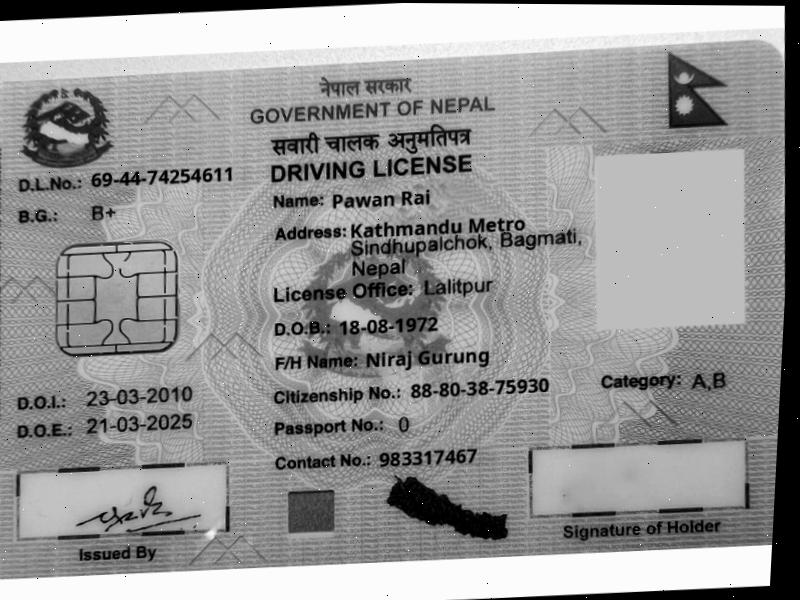 नेपाल सरकार
GOVERNMENT OF NEPAL
सवारी चालक अनुमतिपत्र
DRIVING LICENSE
D.L.No.: 69-44-74254611
B.G.: B+
Name: Pawan Rai
Address: Kathmandu Metro
Sindhupalchok, Bagmati,
Nepal
License Office: Lalitpur
D.O.B.: 18-08-1972
F/H Name: Niraj Gurung
Citizenship No.: 88-80-38-75930
Category: A,B
D.O.I.: 23-03-2010
D.O.E.: 21-03-2025
Passport No.: 0
Contact No.: 983317467
Issued By
Signature of Holder